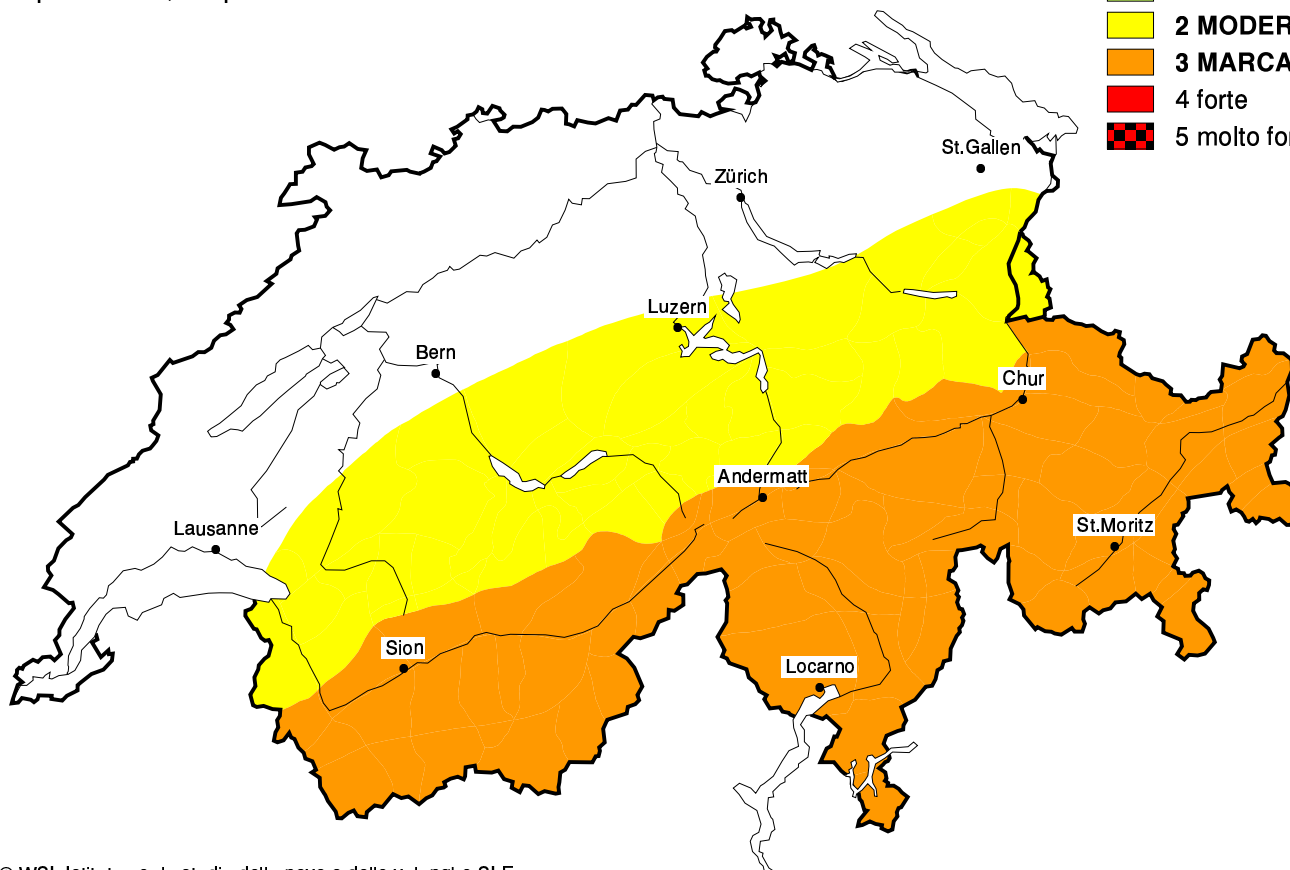 2 MODER
3 MARCA
4 forte
5 molto for
St.Gallen
Zürich
Luzern
Bern
Chur
Andermatt
Lausanne
St.Moritz
Sion
Locarno